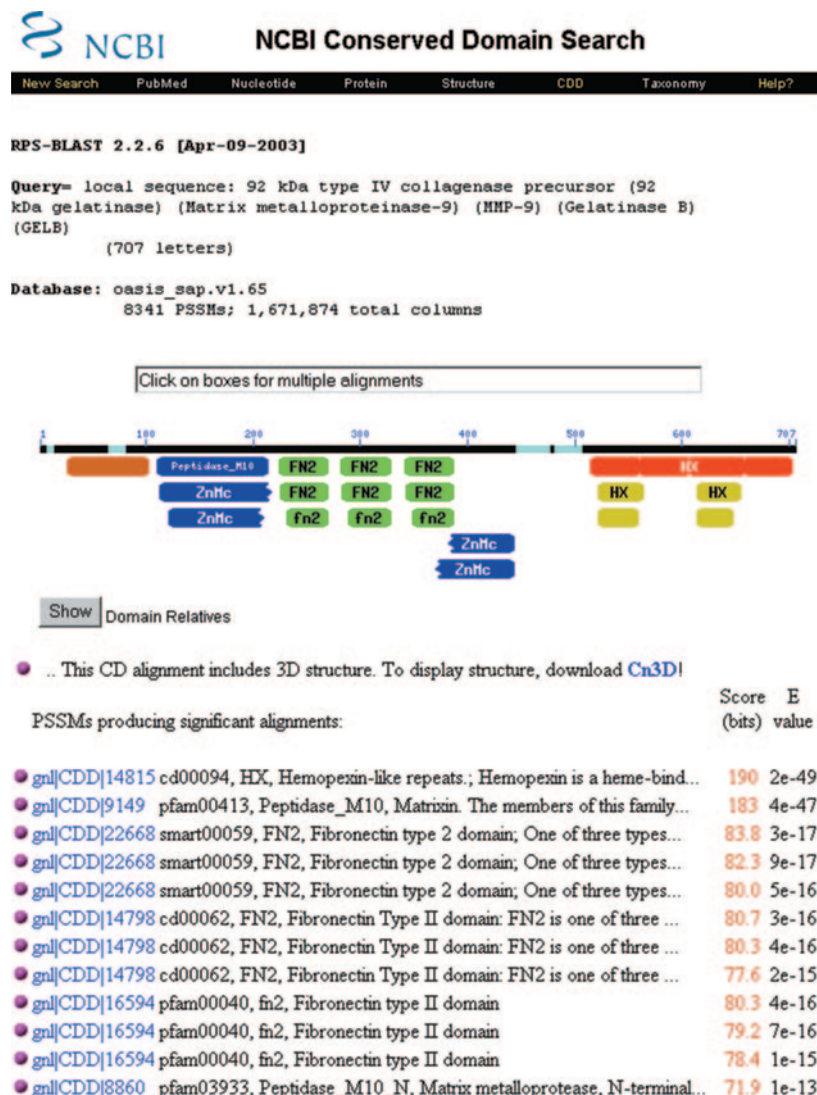 NCBI
NCBI Conserved Domain Search
New Search PubMed Nucleotide Protein Structure CDD Taxonomy Help?
RPS-BLAST 2.2.6 [Apr-09-2003]
Query= local sequence: 92 kDa type IV collagenase precursor (92
kDa gelatinase) (Matrix metalloproteinase-9) (MMP-9) (Gelatinase B)
(GELB)
(707 letters)
Database: oasis_sap.v1.65
8341 PSSMs; 1,671,874 total columns
Click on boxes for multiple alignments
1 100 200 300 400 500 600 707
Peptidase_M10 FN2 FN2 FN2 HX
ZnMc FN2 FN2 FN2 HX HX
ZnMc fn2 fn2 fn2
ZnMc
ZnMc
Show Domain Relatives
.. This CD alignment includes 3D structure. To display structure, download Cn3D!
Score E
PSSMs producing significant alignments: (bits) value
gnl|CDD|14815 cd00094, HX, Hemopexin-like repeats.; Hemopexin is a heme-bind... 190 2e-49
gnl|CDD|9149 pfam00413, Peptidase_M10, Matrixin. The members of this family... 183 4e-47
gnl|CDD|22668 smart00059, FN2, Fibronectin type 2 domain; One of three types... 83.8 3e-17
gnl|CDD|22668 smart00059, FN2, Fibronectin type 2 domain; One of three types... 82.3 9e-17
gnl|CDD|22668 smart00059, FN2, Fibronectin type 2 domain; One of three types... 80.0 5e-16
gnl|CDD|14798 cd00062, FN2, Fibronectin Type II domain: FN2 is one of three ... 80.7 3e-16
gnl|CDD|14798 cd00062, FN2, Fibronectin Type II domain: FN2 is one of three ... 80.3 4e-16
gnl|CDD|14798 cd00062, FN2, Fibronectin Type II domain: FN2 is one of three ... 77.6 2e-15
gnl|CDD|16594 pfam00040, fn2, Fibronectin type II domain 80.3 4e-16
gnl|CDD|16594 pfam00040, fn2, Fibronectin type II domain 79.2 7e-16
gnl|CDD|16594 pfam00040, fn2, Fibronectin type II domain 78.4 1e-15
gnl|CDD|8860 pfam03933, Peptidase_M10_N, Matrix metalloprotease, N-terminal... 71.9 1e-13